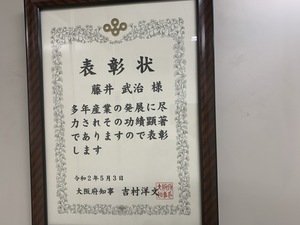 表彰状
藤井 武治 様
多年産業の発展に尽
力されその功績顕著
でありますので表彰
します
令和2年5月3日
大阪府知事 吉村洋文